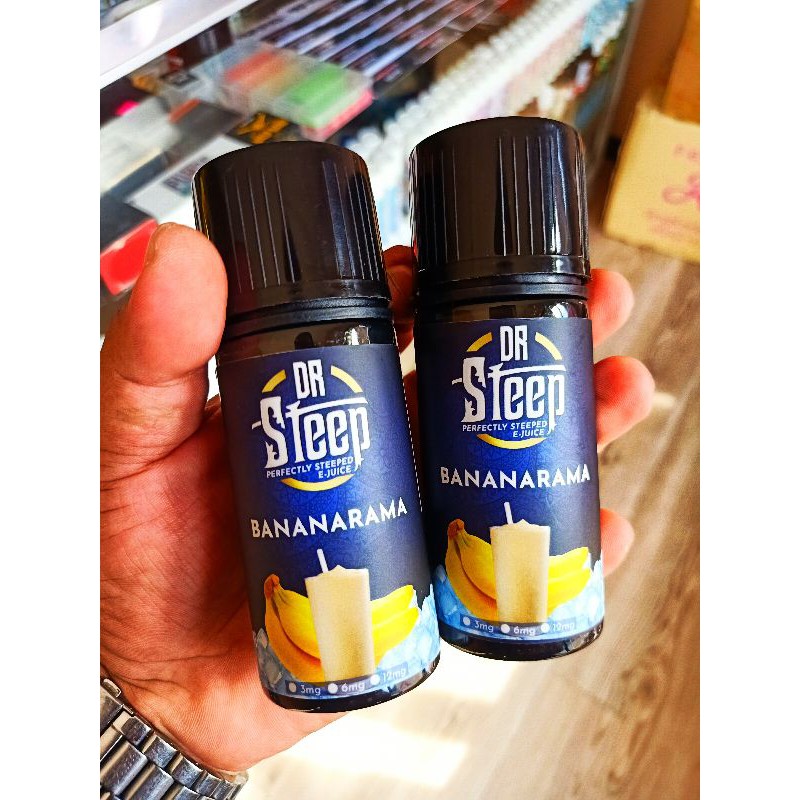 DR
Steep
PERFECTLY STEEPED
E-JUICE
BANANARAMA
3mg 6mg 12mg
DR
Steep
PERFECTLY STEEPED
E-JUICE
BANANARAMA
3mg 6mg 12mg